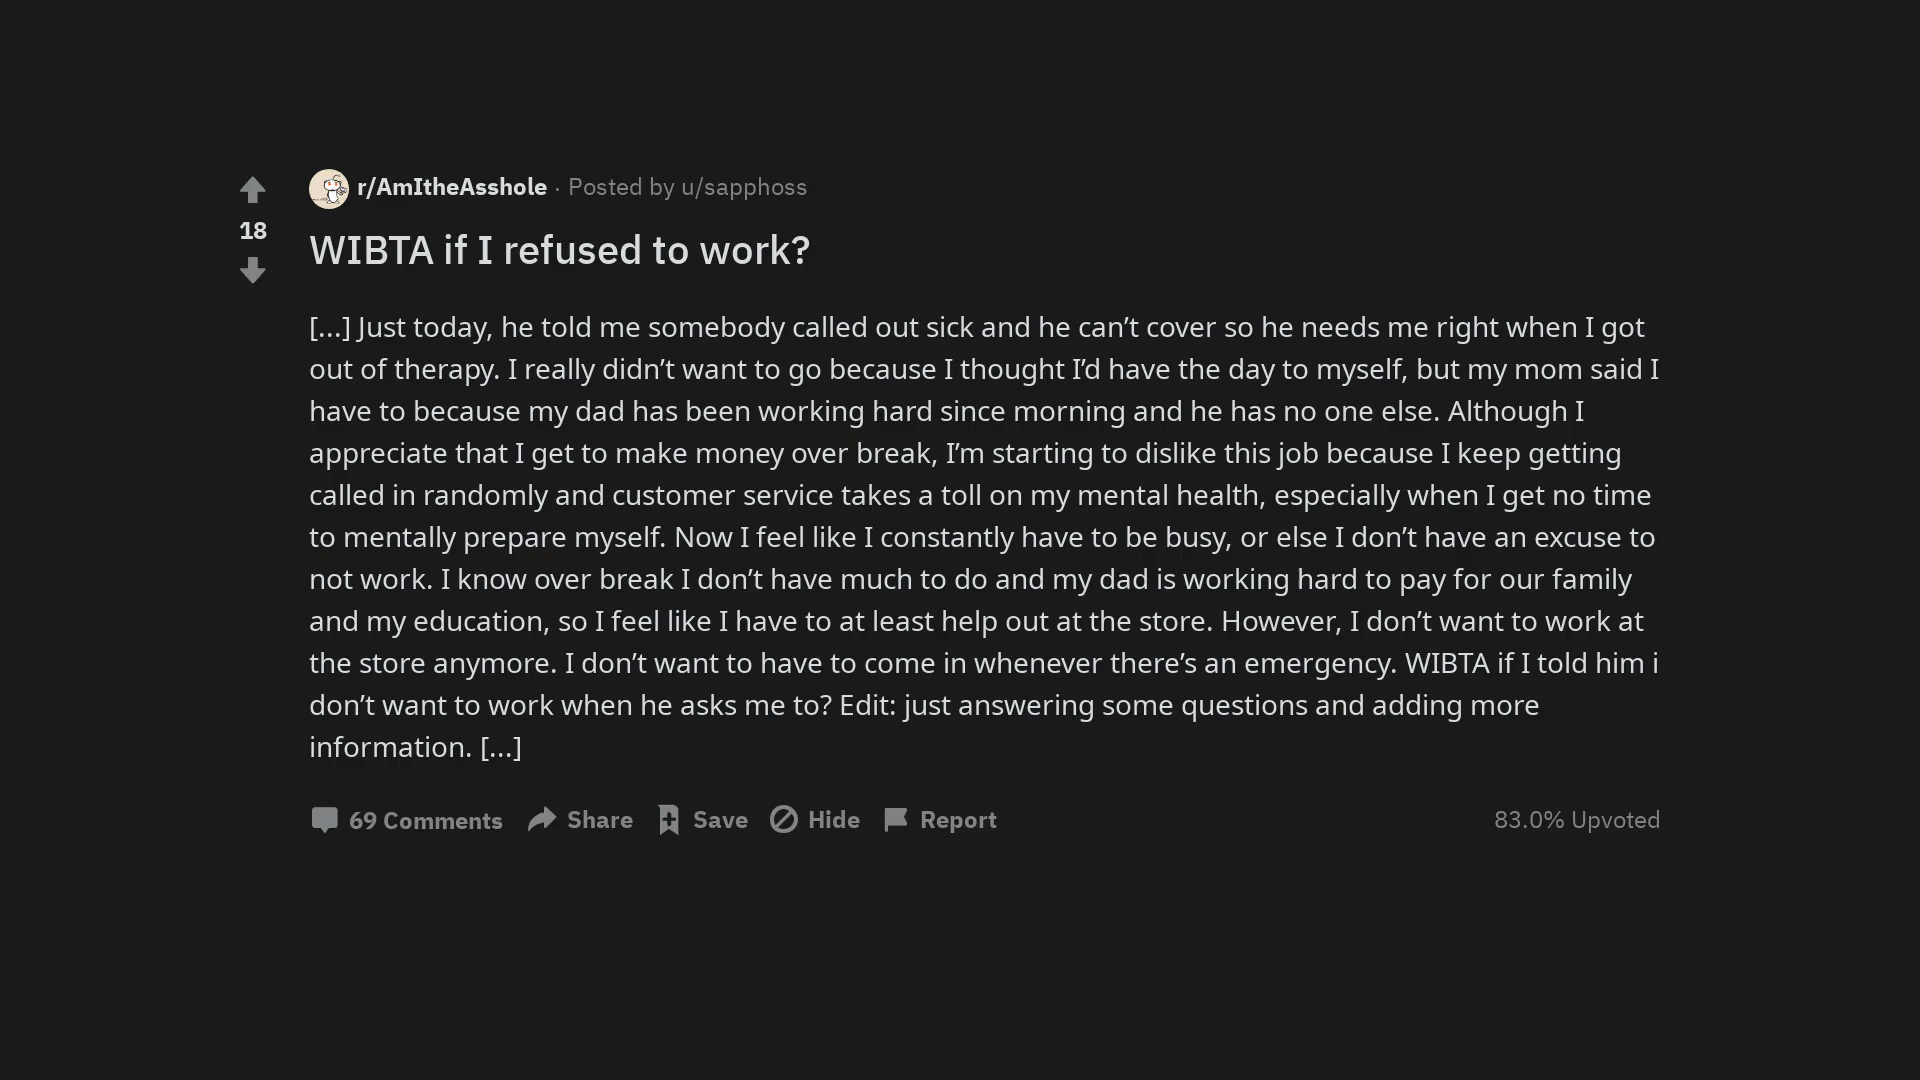 r/AmItheAsshole · Posted by u/sapphoss
18
WIBTA if I refused to work?
[...] Just today, he told me somebody called out sick and he can’t cover so he needs me right when I got
out of therapy. I really didn’t want to go because I thought I’d have the day to myself, but my mom said I
have to because my dad has been working hard since morning and he has no one else. Although I
appreciate that I get to make money over break, I’m starting to dislike this job because I keep getting
called in randomly and customer service takes a toll on my mental health, especially when I get no time
to mentally prepare myself. Now I feel like I constantly have to be busy, or else I don’t have an excuse to
not work. I know over break I don’t have much to do and my dad is working hard to pay for our family
and my education, so I feel like I have to at least help out at the store. However, I don’t want to work at
the store anymore. I don’t want to have to come in whenever there’s an emergency. WIBTA if I told him i
don’t want to work when he asks me to? Edit: just answering some questions and adding more
information. [...]
69 Comments Share Save Hide Report 83.0% Upvoted